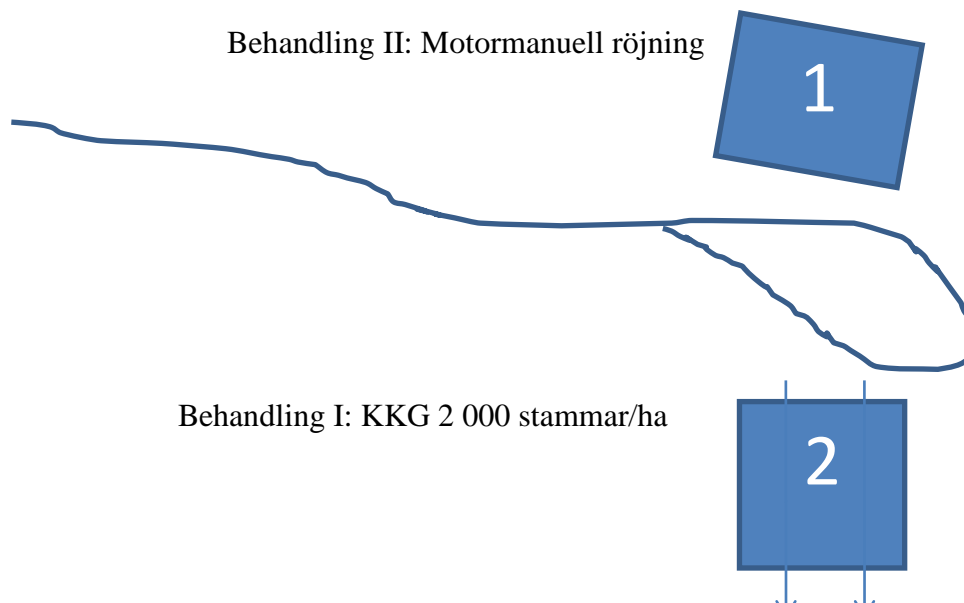 Behandling II: Motormanuell röjning
1
Behandling I: KKG 2 000 stammar/ha
2